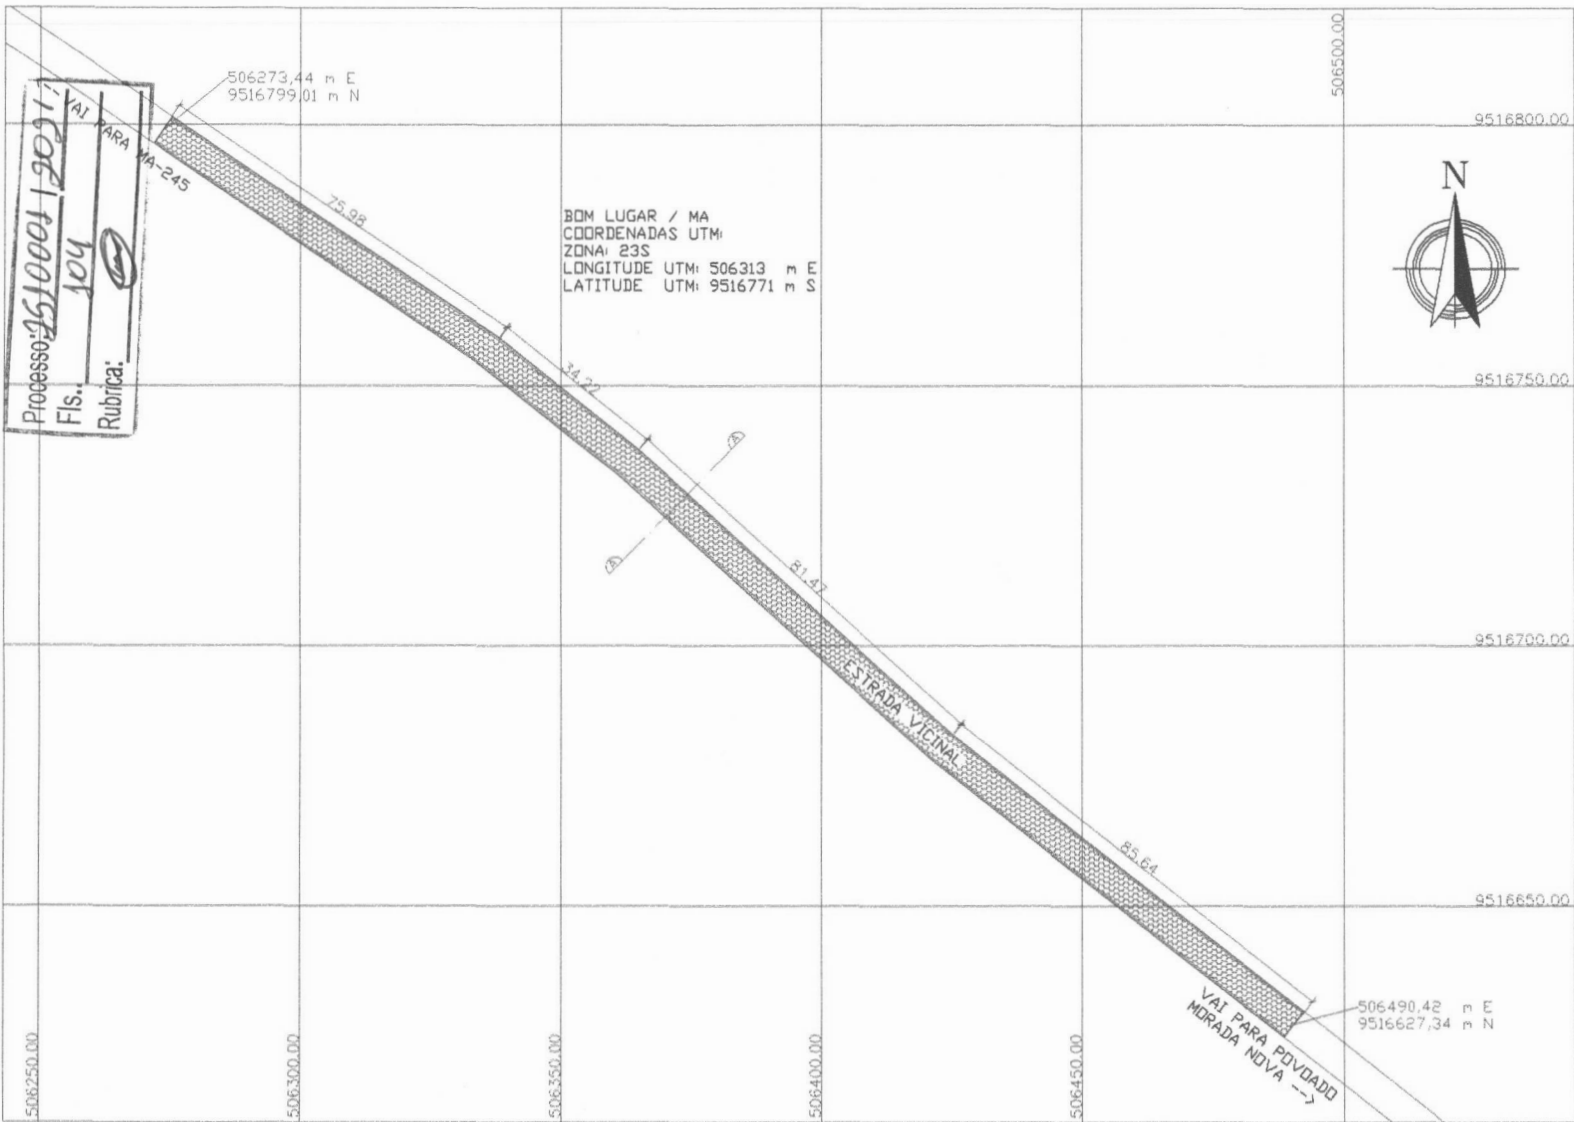 506273,44 m E
9516799,01 m N
506500.00
9516800.00
<-- VAI PARA MA-245
Processo:
Fls.: 104
Rubrica:
75,98
N
BOM LUGAR / MA
COORDENADAS UTM:
ZONA: 23S
LONGITUDE UTM: 506313 m E
LATITUDE UTM: 9516771 m S
34,22
9516750.00
A
A
81,47
9516700.00
ESTRADA VICINAL
85,64
9516650.00
506490,42 m E
9516627,34 m N
VAI PARA POVOADO
MORADA NOVA -->
506250.00
506300.00
506350.00
506400.00
506450.00